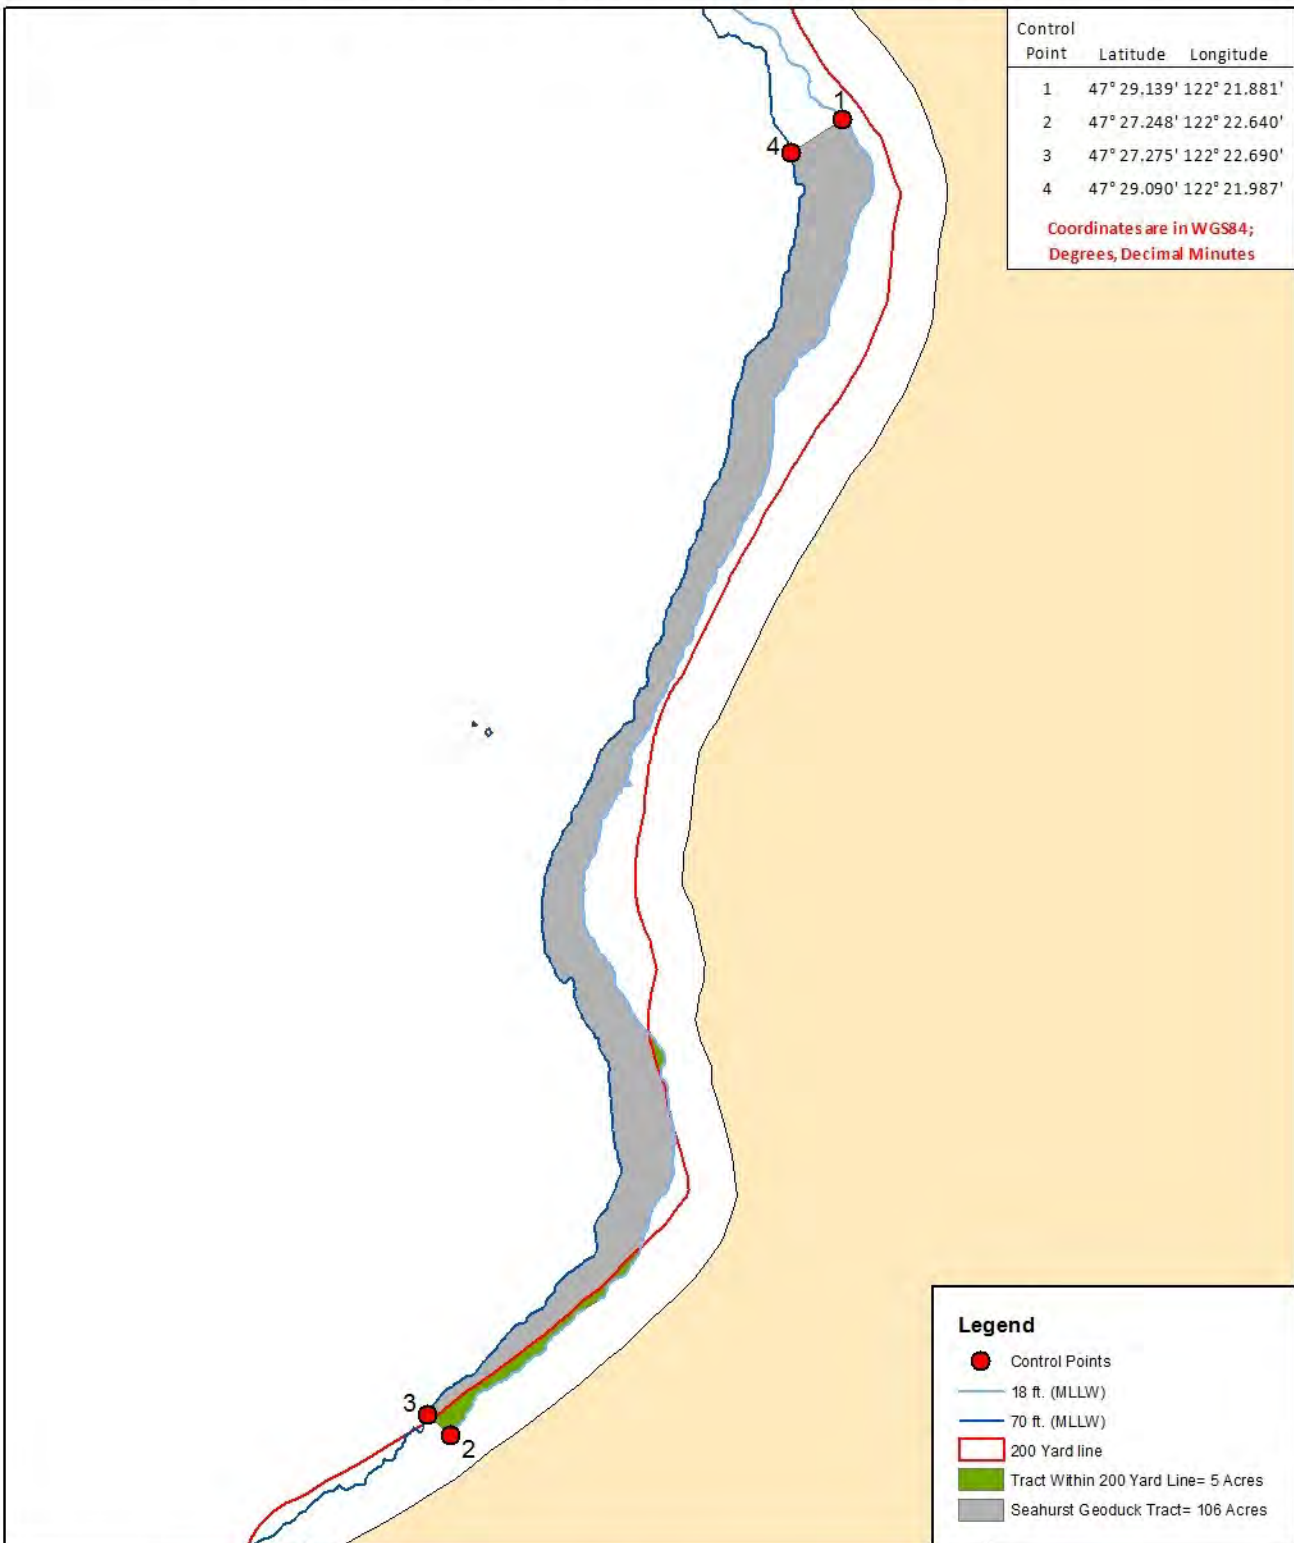 Control
Point Latitude Longitude
1 47° 29.139' 122° 21.881'
2 47° 27.248' 122° 22.640'
3 47° 27.275' 122° 22.690'
4 47° 29.090' 122° 21.987'
Coordinates are in WGS84;
Degrees, Decimal Minutes
1
4
3
2
Legend
Control Points
18 ft. (MLLW)
70 ft. (MLLW)
200 Yard line
Tract Within 200 Yard Line= 5 Acres
Seahurst Geoduck Tract= 106 Acres